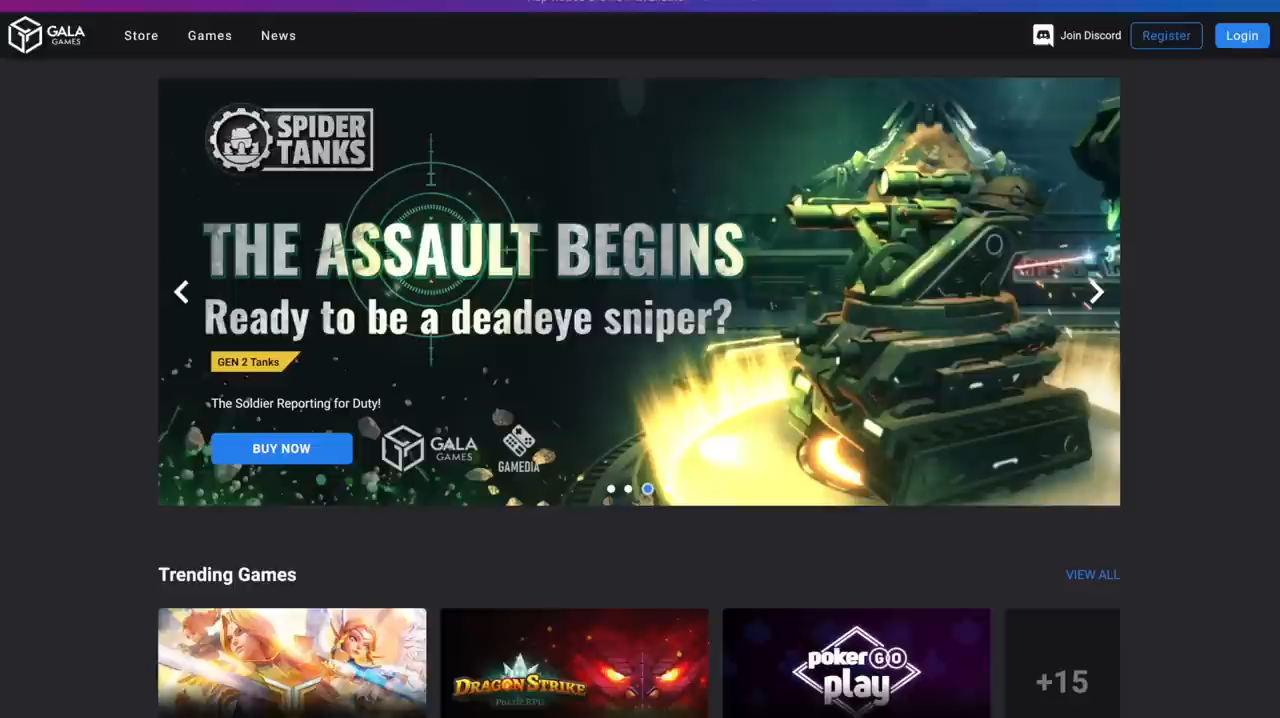 GALA
GAMES
Store
Games
News
Join Discord
Register
Login
SPIDER
TANKS
THE ASSAULT BEGINS
Ready to be a deadeye sniper?
GEN 2 Tanks
The Soldier Reporting for Duty!
BUY NOW
GALA
GAMES
GAMEDIA
Trending Games
VIEW ALL
DRAGON STRIKE
Puzzle RPG
poker GO
play
+15